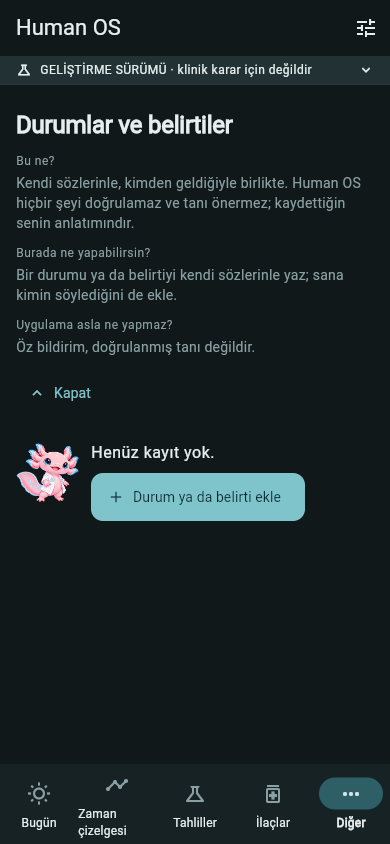 Human OS
GELİŞTİRME SÜRÜMÜ · klinik karar için değildir
Durumlar ve belirtiler
Bu ne?
Kendi sözlerinle, kimden geldiğiyle birlikte. Human OS
hiçbir şeyi doğrulamaz ve tanı önermez; kaydettiğin
senin anlatımındır.
Burada ne yapabilirsin?
Bir durumu ya da belirtiyi kendi sözlerinle yaz; sana
kimin söylediğini de ekle.
Uygulama asla ne yapmaz?
Öz bildirim, doğrulanmış tanı değildir.
Kapat
Henüz kayıt yok.
Durum ya da belirti ekle
Bugün
Zaman
çizelgesi
Tahliller
İlaçlar
Diğer